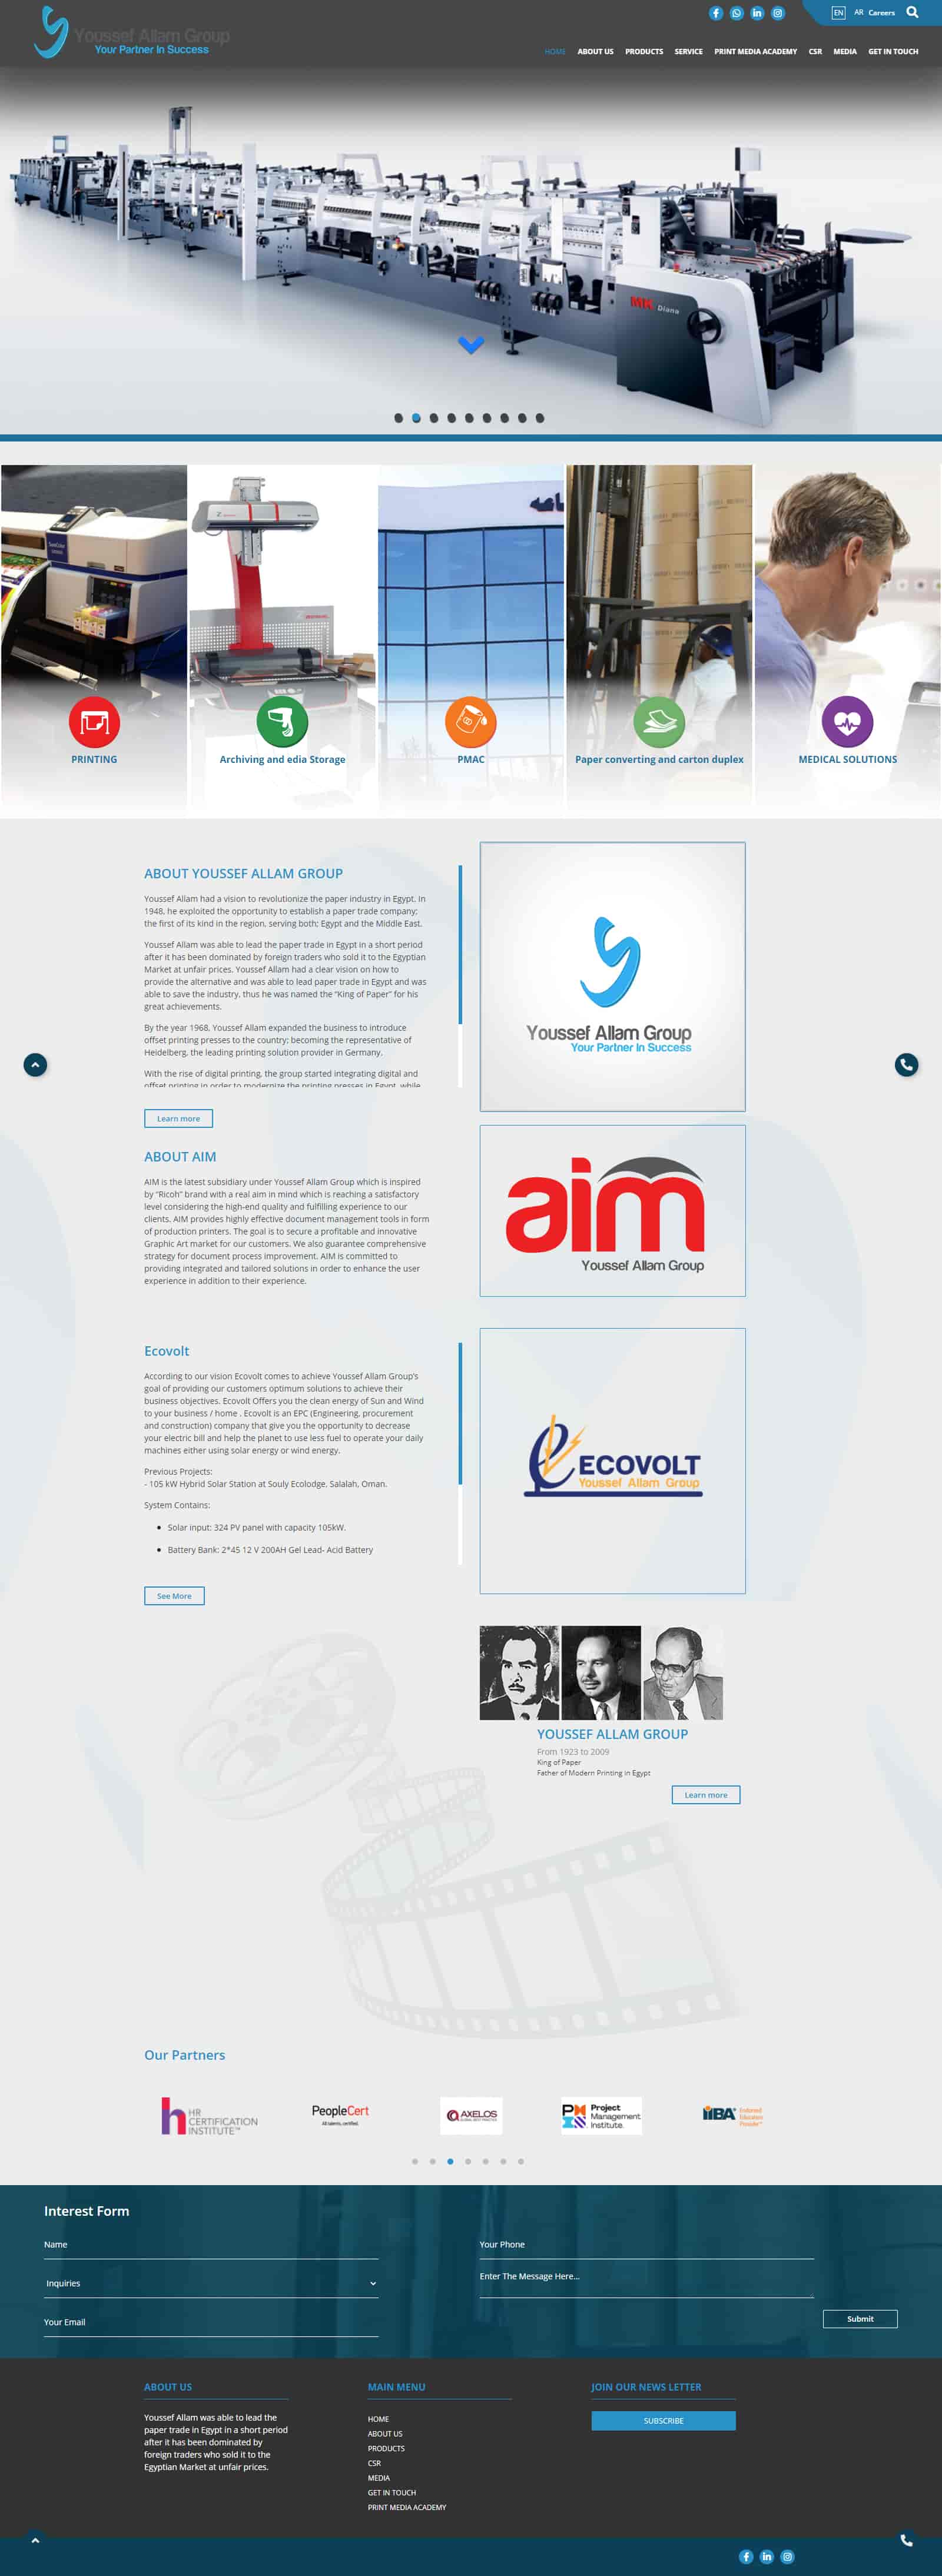 EN AR Careers
Youssef Allam Group
Your Partner In Success
HOME ABOUT US PRODUCTS SERVICE PRINT MEDIA ACADEMY CSR MEDIA GET IN TOUCH
MK Diana
PRINTING
Archiving and edia Storage
PMAC
Paper converting and carton duplex
MEDICAL SOLUTIONS
ABOUT YOUSSEF ALLAM GROUP
Youssef Allam had a vision to revolutionize the paper industry in Egypt. In
1948, he exploited the opportunity to establish a paper trade company;
the first of its kind in the region, serving both; Egypt and the Middle East.
Youssef Allam was able to lead the paper trade in Egypt in a short period
after it has been dominated by foreign traders who sold it to the Egyptian
Market at unfair prices. Youssef Allam had a clear vision on how to
provide the alternative and was able to lead paper trade in Egypt and was
able to save the industry, thus he was named the “King of Paper” for his
great achievements.
By the year 1968, Youssef Allam expanded the business to introduce
offset printing presses to the country; becoming the representative of
Heidelberg, the leading printing solution provider in Germany.
With the rise of digital printing, the group started integrating digital and
offset printing in order to modernize the printing presses in Egypt, while
Learn more
Youssef Allam Group
Your Partner In Success
ABOUT AIM
AIM is the latest subsidiary under Youssef Allam Group which is inspired
by “Ricoh” brand with a real aim in mind which is reaching a satisfactory
level considering the high-end quality and fulfilling experience to our
clients. AIM provides highly effective document management tools in form
of production printers. The goal is to secure a profitable and innovative
Graphic Art market for our customers. We also guarantee comprehensive
strategy for document process improvement. AIM is committed to
providing integrated and tailored solutions in order to enhance the user
experience in addition to their experience.
aim
Youssef Allam Group
Ecovolt
According to our vision Ecovolt comes to achieve Youssef Allam Group's
goal of providing our customers optimum solutions to achieve their
business objectives. Ecovolt Offers you the clean energy of Sun and Wind
to your business / home . Ecovolt is an EPC (Engineering, procurement
and construction) company that give you the opportunity to decrease
your electric bill and help the planet to use less fuel to operate your daily
machines either using solar energy or wind energy.
Previous Projects:
- 105 kW Hybrid Solar Station at Souly Ecolodge. Salalah, Oman.
System Contains:
Solar input: 324 PV panel with capacity 105kW.
Battery Bank: 2*45 12 V 200AH Gel Lead- Acid Battery
See More
ECOVOLT
Youssef Allam Group
YOUSSEF ALLAM GROUP
From 1923 to 2009
King of Paper
Father of Modern Printing in Egypt
Learn more
Our Partners
HR CERTIFICATION INSTITUTE™
PeopleCert
All talents, certified.
AXELOS
GLOBAL BEST PRACTICE
Project Management Institute.
IIBA Endorsed Education Provider™
Interest Form
Name
Your Phone
Inquiries
Enter The Message Here...
Your Email
Submit
ABOUT US
Youssef Allam was able to lead the
paper trade in Egypt in a short period
after it has been dominated by
foreign traders who sold it to the
Egyptian Market at unfair prices.
MAIN MENU
HOME
ABOUT US
PRODUCTS
CSR
MEDIA
GET IN TOUCH
PRINT MEDIA ACADEMY
JOIN OUR NEWS LETTER
SUBSCRIBE